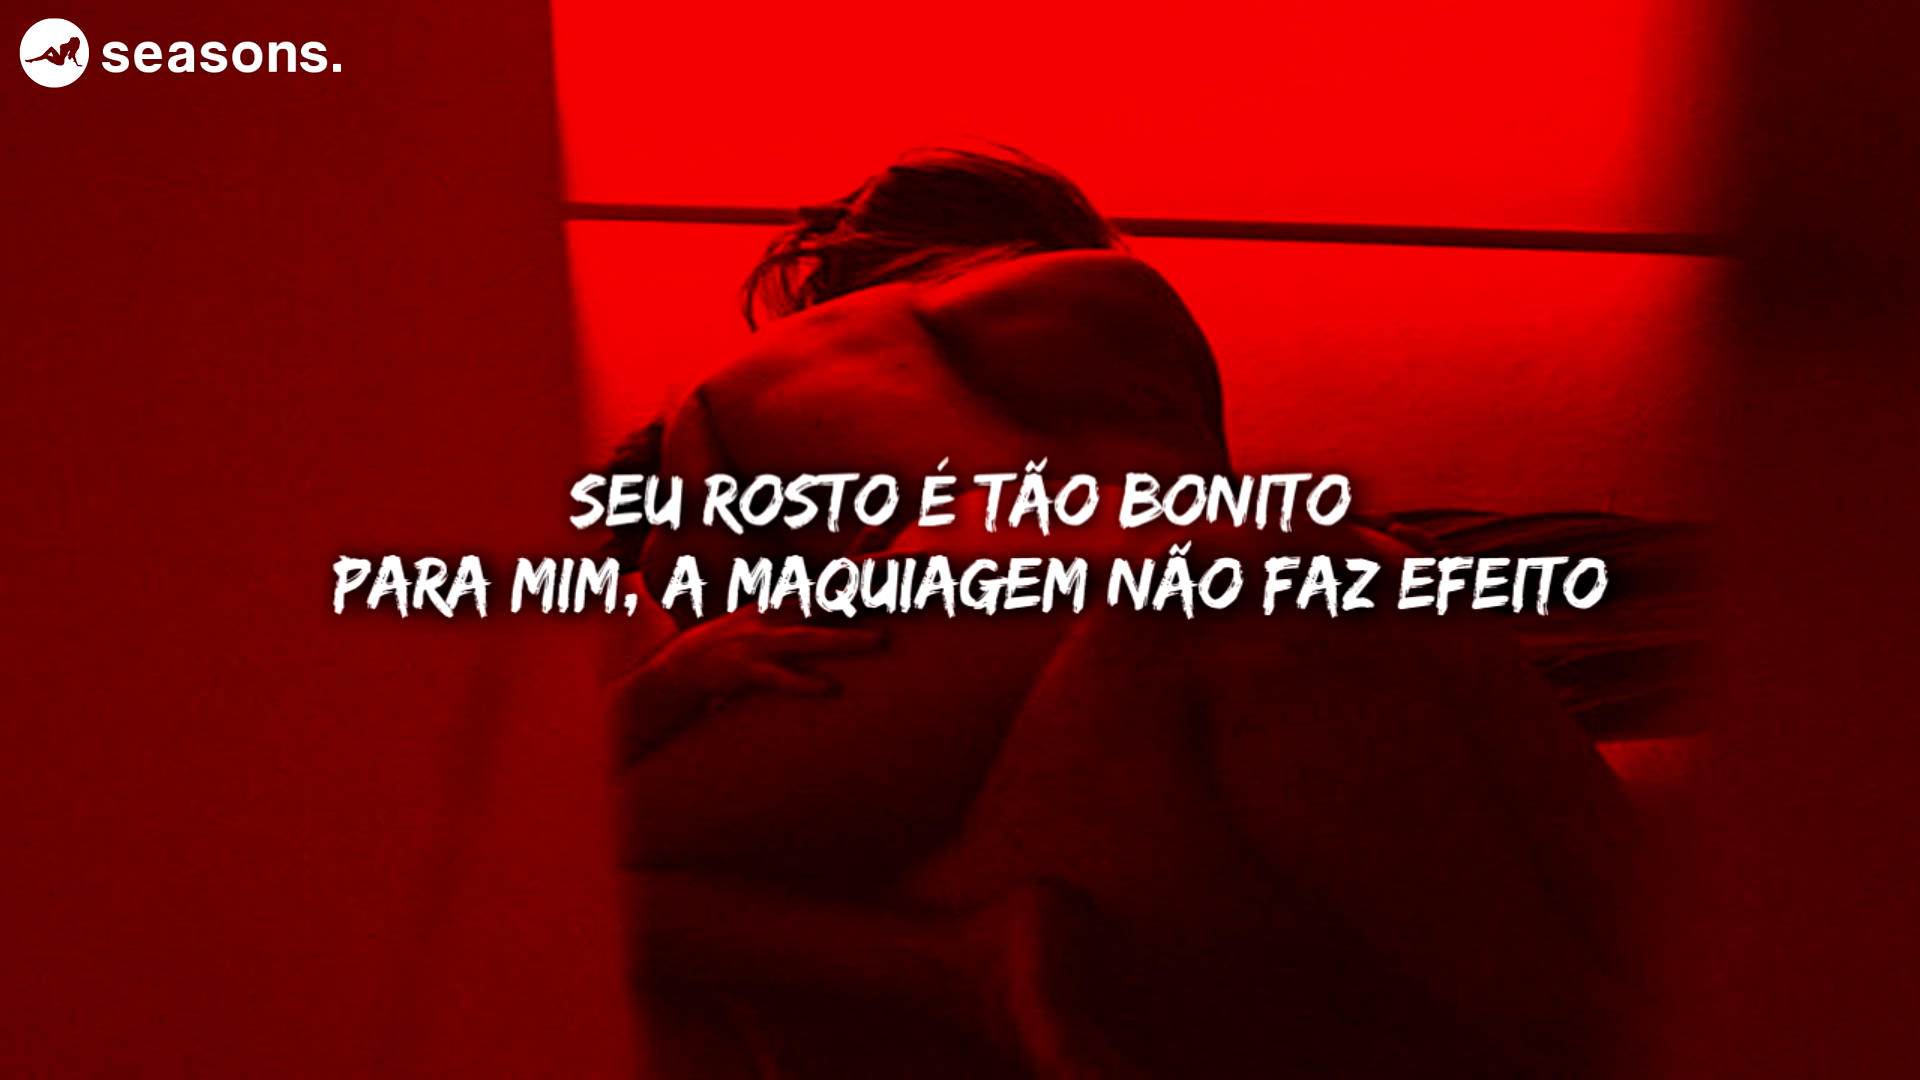 seasons.
SEU ROSTO É TÃO BONITO
PARA MIM, A MAQUIAGEM NÃO FAZ EFEITO